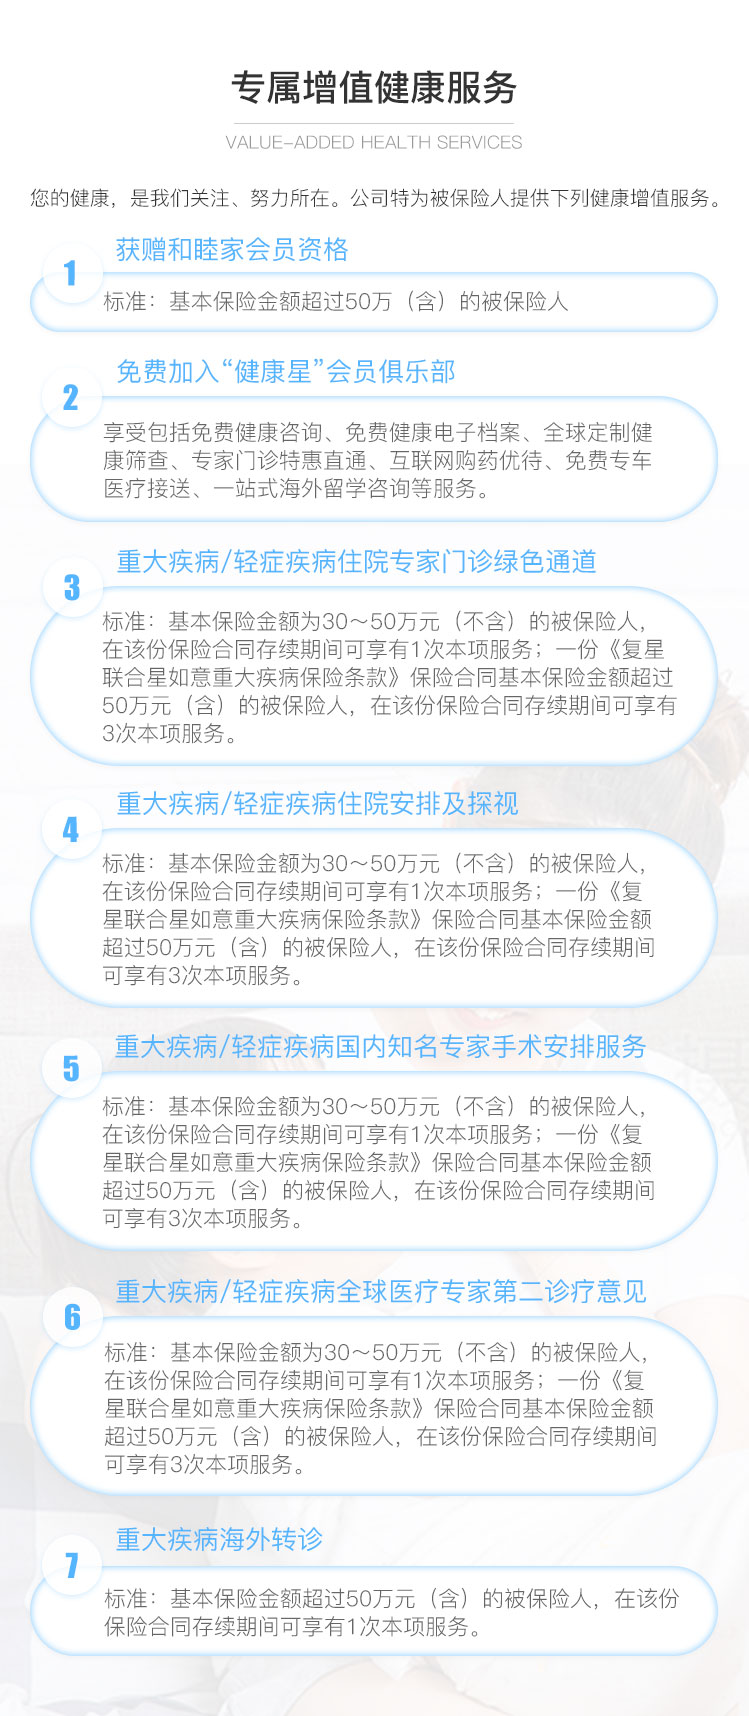 专属增值健康服务
VALUE-ADDED HEALTH SERVICES
您的健康，是我们关注、努力所在。公司特为被保险人提供下列健康增值服务。
1
获赠和睦家会员资格
标准：基本保险金额超过50万（含）的被保险人
2
免费加入“健康星”会员俱乐部
享受包括免费健康咨询、免费健康电子档案、全球定制健
康筛查、专家门诊特惠直通、互联网购药优待、免费专车
医疗接送、一站式海外留学咨询等服务。
3
重大疾病/轻症疾病住院专家门诊绿色通道
标准：基本保险金额为30～50万元（不含）的被保险人，
在该份保险合同存续期间可享有1次本项服务；一份《复星
联合星如意重大疾病保险条款》保险合同基本保险金额超过
50万元（含）的被保险人，在该份保险合同存续期间可享有
3次本项服务。
4
重大疾病/轻症疾病住院安排及探视
标准：基本保险金额为30～50万元（不含）的被保险人，
在该份保险合同存续期间可享有1次本项服务；一份《复
星联合星如意重大疾病保险条款》保险合同基本保险金额
超过50万元（含）的被保险人，在该份保险合同存续期间
可享有3次本项服务。
5
重大疾病/轻症疾病国内知名专家手术安排服务
标准：基本保险金额为30～50万元（不含）的被保险人，
在该份保险合同存续期间可享有1次本项服务；一份《复
星联合星如意重大疾病保险条款》保险合同基本保险金额
超过50万元（含）的被保险人，在该份保险合同存续期间
可享有3次本项服务。
6
重大疾病/轻症疾病全球医疗专家第二诊疗意见
标准：基本保险金额为30～50万元（不含）的被保险人，
在该份保险合同存续期间可享有1次本项服务；一份《复
星联合星如意重大疾病保险条款》保险合同基本保险金额
超过50万元（含）的被保险人，在该份保险合同存续期间
可享有3次本项服务。
7
重大疾病海外转诊
标准：基本保险金额超过50万元（含）的被保险人，在该份
保险合同存续期间可享有1次本项服务。